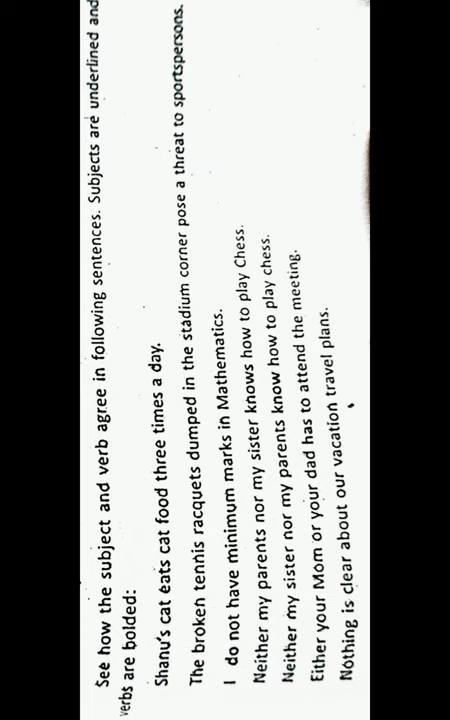 See how the subject and verb agree in following sentences. Subjects are underlined and
verbs are bolded:
Shanu's cat eats cat food three times a day.
The broken tennis racquets dumped in the stadium corner pose a threat to sportspersons.
I do not have minimum marks in Mathematics.
Neither my parents nor my sister knows how to play Chess.
Neither my sister nor my parents know how to play chess.
Either your Mom or your dad has to attend the meeting.
Nothing is clear about our vacation travel plans.